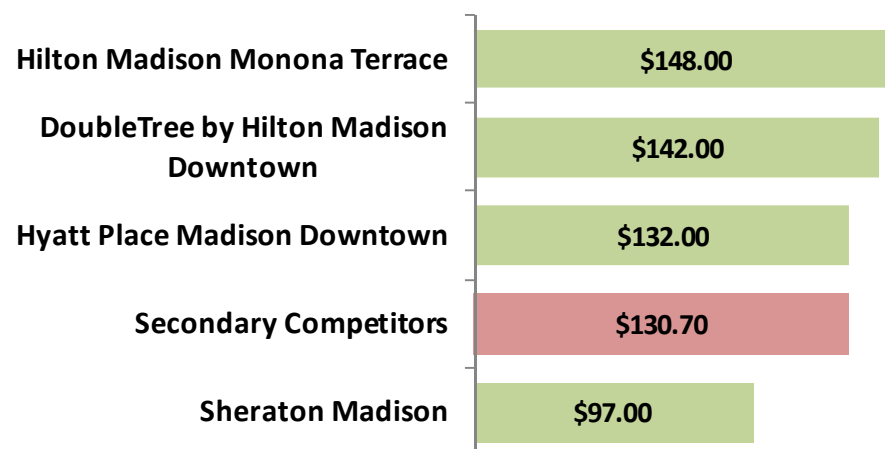 Hilton Madison Monona Terrace
$148.00
DoubleTree by Hilton Madison
Downtown
$142.00
Hyatt Place Madison Downtown
$132.00
Secondary Competitors
$130.70
Sheraton Madison
$97.00